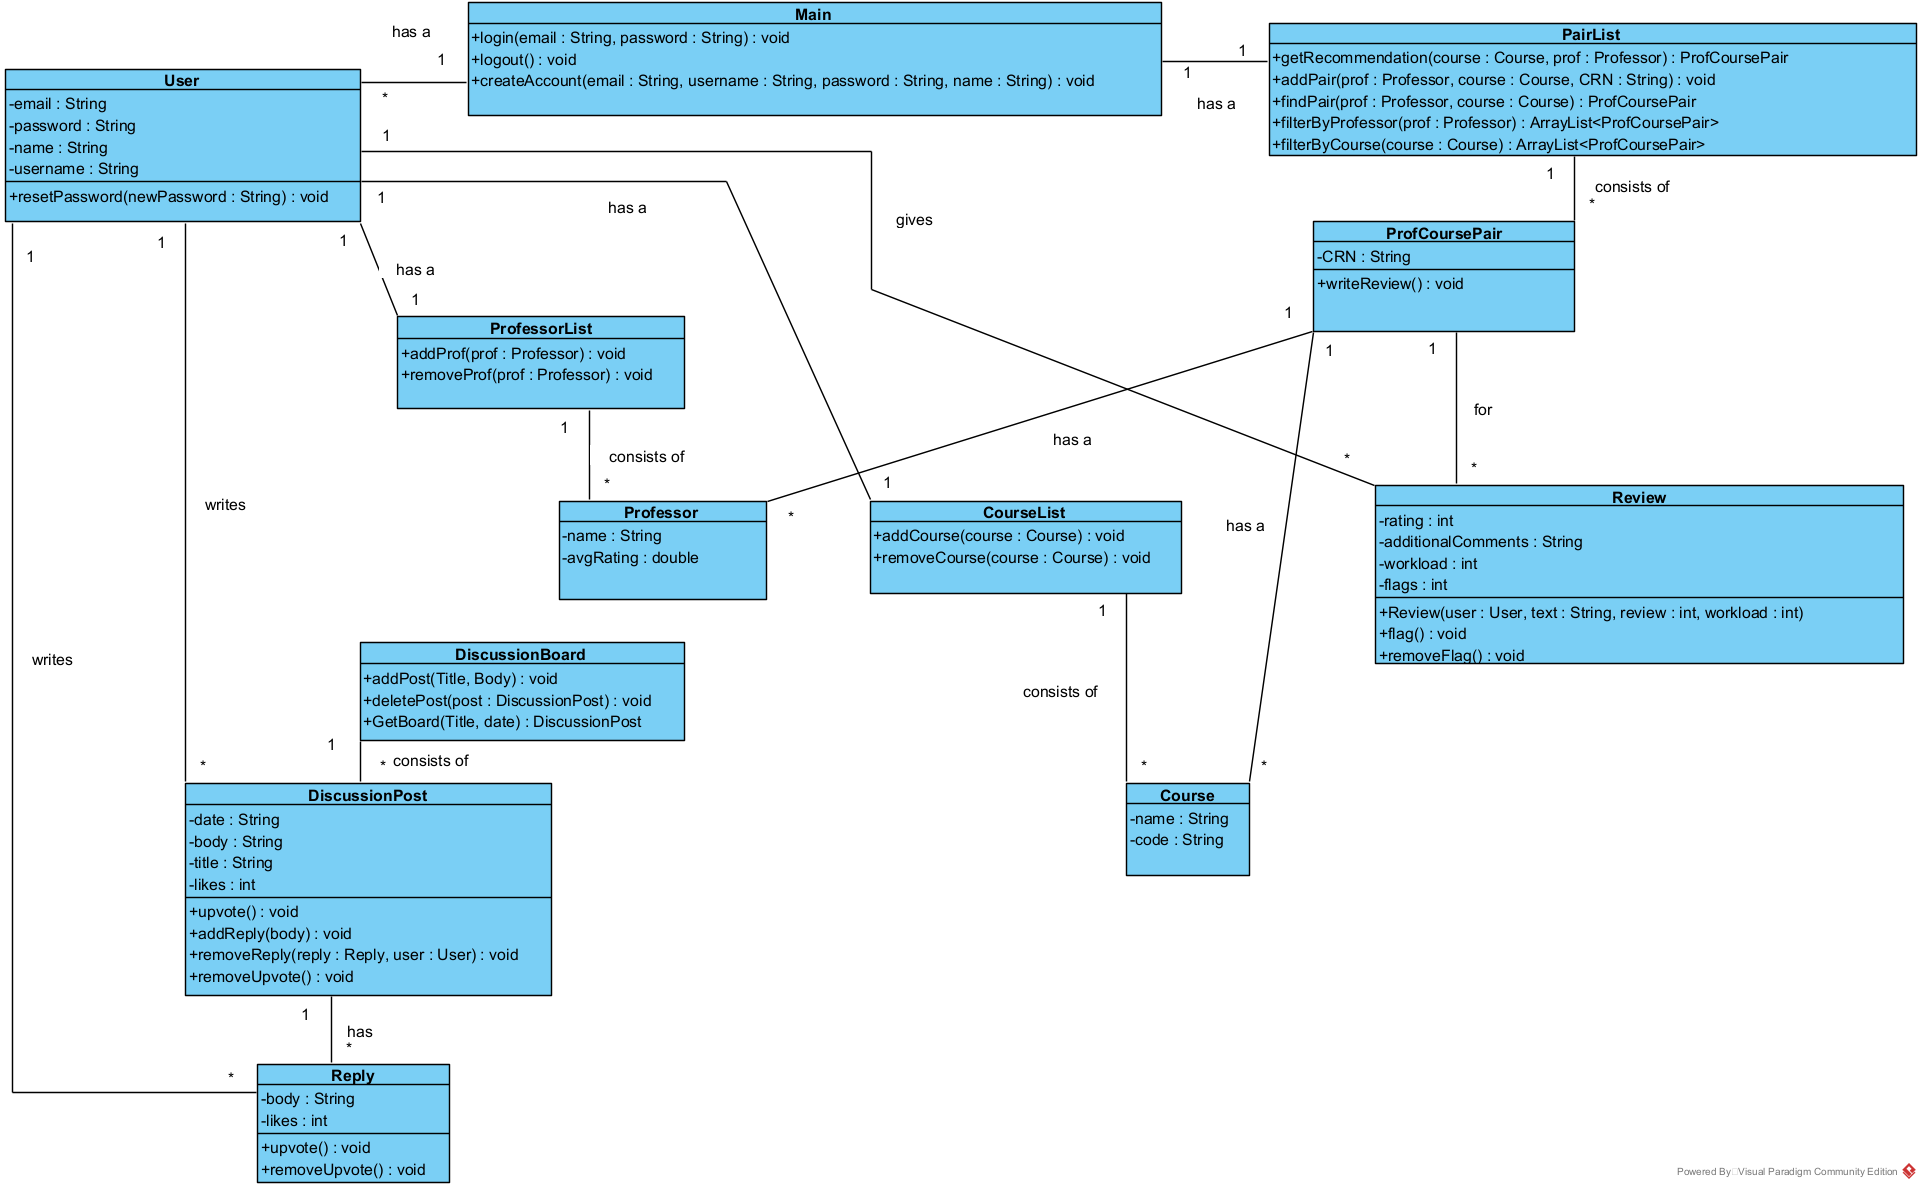 Main
+login(email : String, password : String) : void
+logout() : void
+createAccount(email : String, username : String, password : String, name : String) : void
has a
1
*
1
1
has a
PairList
+getRecommendation(course : Course, prof : Professor) : ProfCoursePair
+addPair(prof : Professor, course : Course, CRN : String) : void
+findPair(prof : Professor, course : Course) : ProfCoursePair
+filterByProfessor(prof : Professor) : ArrayList<ProfCoursePair>
+filterByCourse(course : Course) : ArrayList<ProfCoursePair>
User
-email : String
-password : String
-name : String
-username : String
+resetPassword(newPassword : String) : void
1
1
has a
gives
1
consists of
*
ProfCoursePair
-CRN : String
+writeReview() : void
1
1
1
has a
1
ProfessorList
+addProf(prof : Professor) : void
+removeProf(prof : Professor) : void
1
consists of
*
1
1
1
for
*
*
has a
has a
writes
Professor
-name : String
-avgRating : double
*
1
CourseList
+addCourse(course : Course) : void
+removeCourse(course : Course) : void
Review
-rating : int
-additionalComments : String
-workload : int
-flags : int
+Review(user : User, text : String, review : int, workload : int)
+flag() : void
+removeFlag() : void
1
consists of
*
*
writes
DiscussionBoard
+addPost(Title, Body) : void
+deletePost(post : DiscussionPost) : void
+GetBoard(Title, date) : DiscussionPost
1
* consists of
*
Course
-name : String
-code : String
DiscussionPost
-date : String
-body : String
-title : String
-likes : int
+upvote() : void
+addReply(body) : void
+removeReply(reply : Reply, user : User) : void
+removeUpvote() : void
1
has
*
*
Reply
-body : String
-likes : int
+upvote() : void
+removeUpvote() : void
Powered By Visual Paradigm Community Edition